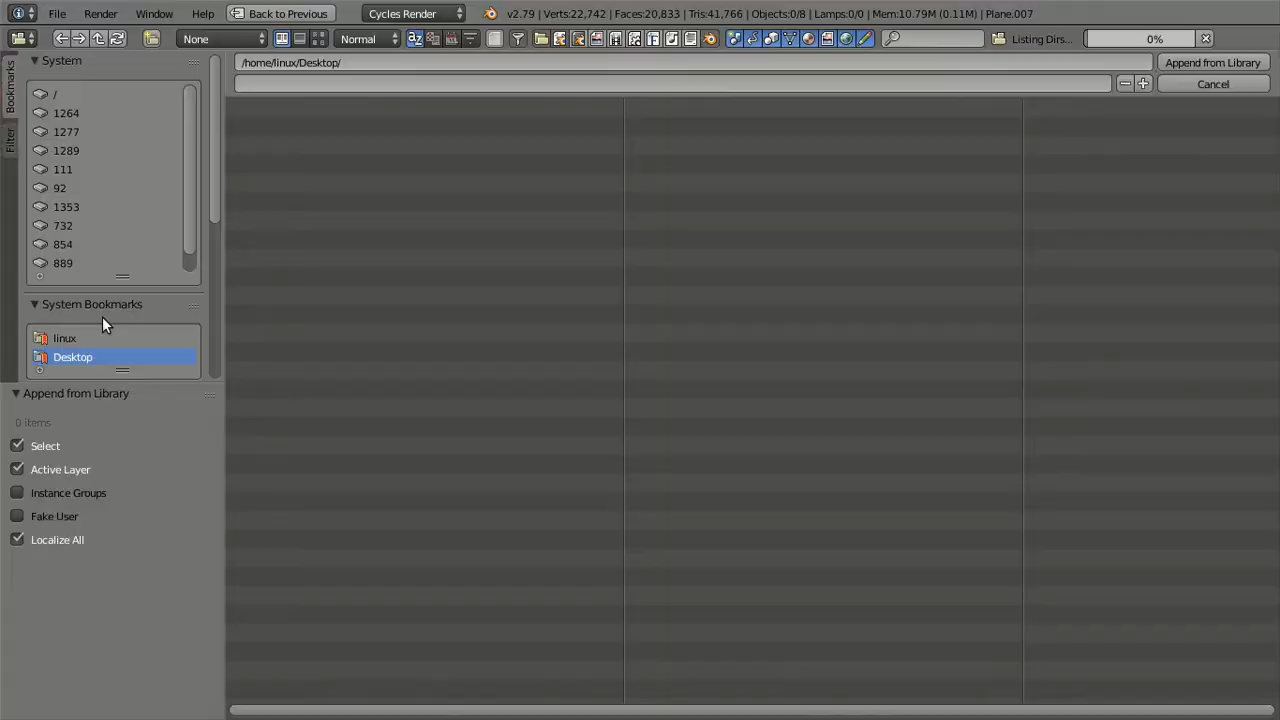 File Render Window Help Back to Previous Cycles Render v2.79 | Verts:22,742 | Faces:20,833 | Tris:41,766 | Objects:0/8 | Lamps:0/0 | Mem:10.79M (0.11M) | Plane.007
None Normal Listing Dirs... 0%
System
/home/linux/Desktop/ Append from Library
Cancel
Bookmarks
Filter
/
1264
1277
1289
111
92
1353
732
854
889
System Bookmarks
linux
Desktop
Append from Library
0 items
Select
Active Layer
Instance Groups
Fake User
Localize All